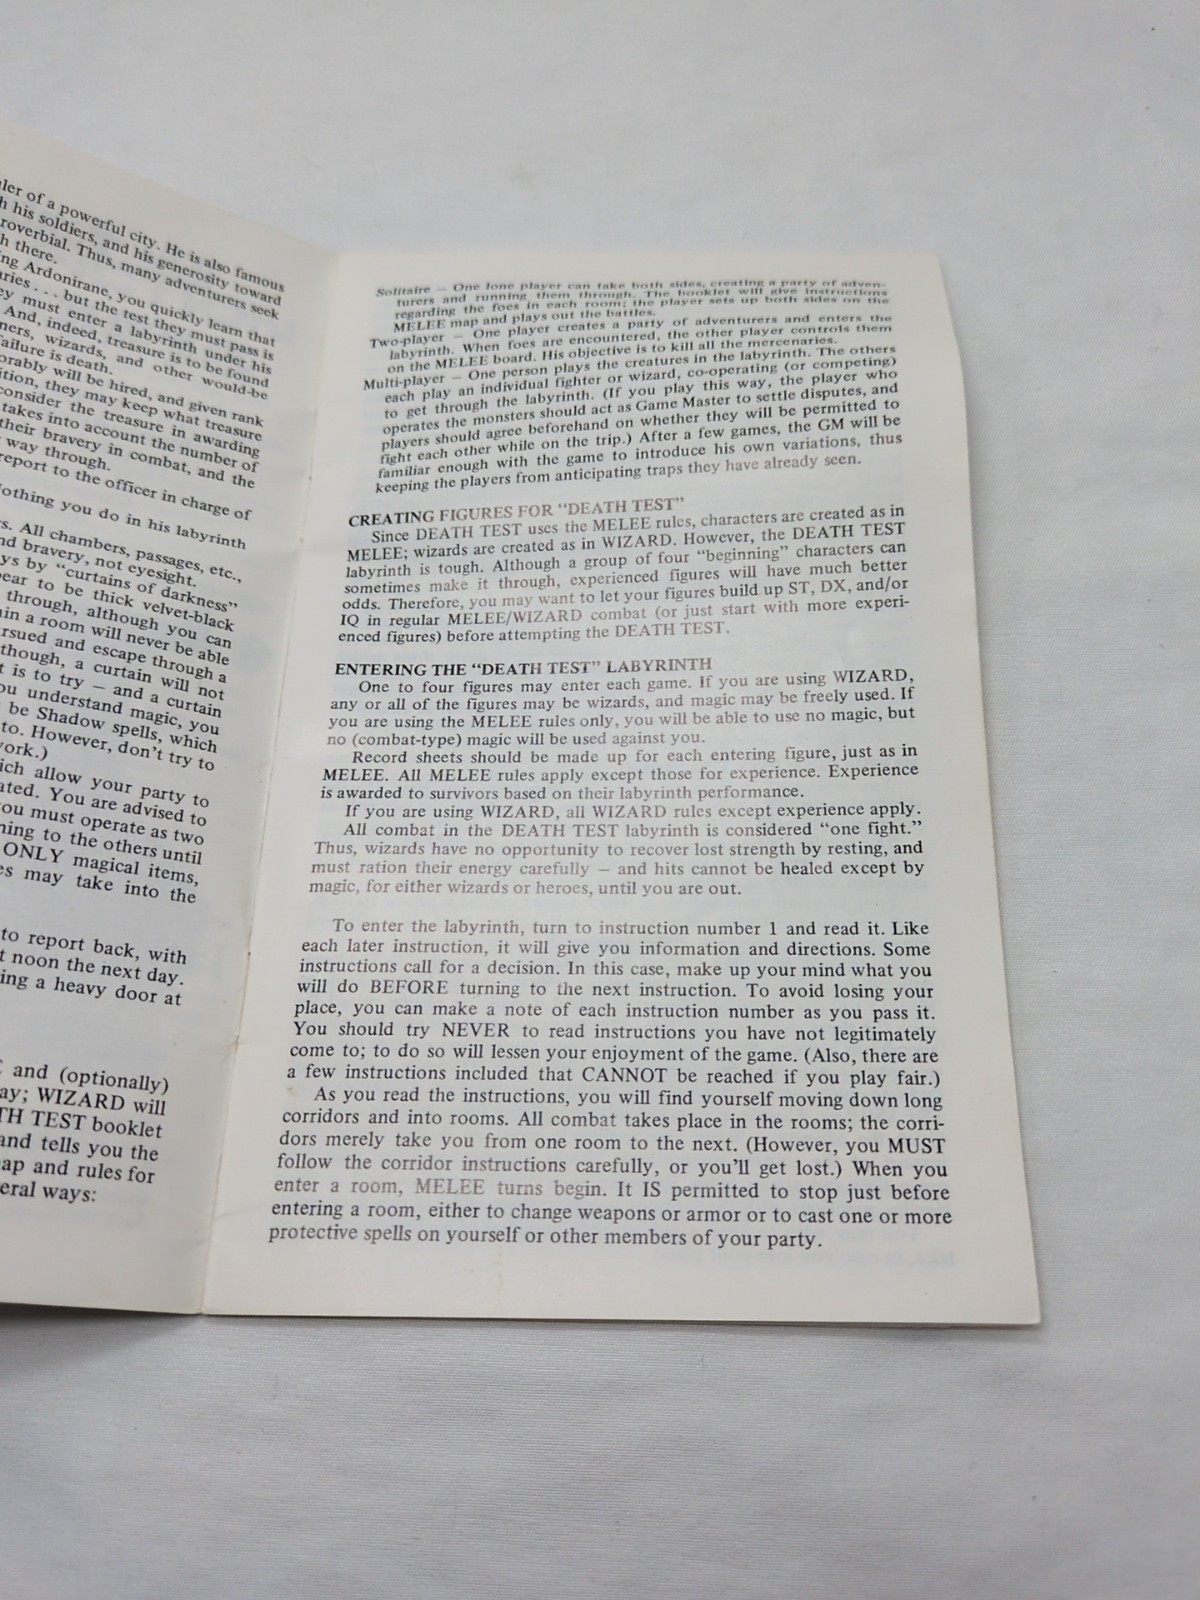 uler of a powerful city. He is also famous
h his soldiers, and his generosity toward
roverbial. Thus, many adventurers seek
h there.
ng Ardonirane, you quickly learn that
ries . . . but the test they must pass is
ey must enter a labyrinth under his
And, indeed, treasure is to be found
ners, wizards, and other would-be
ailure is death.
orably will be hired, and given rank
ition, they may keep what treasure
consider the treasure in awarding
takes into account the number of
their bravery in combat, and the
way through.
report to the officer in charge of
Nothing you do in his labyrinth
s. All chambers, passages, etc.,
nd bravery, not eyesight.
ys by “curtains of darkness”
ear to be thick velvet-black
through, although you can
in a room will never be able
rsued and escape through a
though, a curtain will not
t is to try — and a curtain
ou understand magic, you
be Shadow spells, which
to. However, don't try to
ork.)
ich allow your party to
ated. You are advised to
ou must operate as two
ning to the others until
ONLY magical items,
es may take into the
to report back, with
t noon the next day.
ing a heavy door at
E and (optionally)
ay; WIZARD will
TH TEST booklet
and tells you the
ap and rules for
eral ways:
Solitaire — One lone player can take both sides, creating a party of adven-
turers and running them through. The booklet will give instructions
regarding the foes in each room; the player sets up both sides on the
MELEE map and plays out the battles.
Two-player — One player creates a party of adventurers and enters the
labyrinth. When foes are encountered, the other player controls them
on the MELEE board. His objective is to kill all the mercenaries.
Multi-player — One person plays the creatures in the labyrinth. The others
each play an individual fighter or wizard, co-operating (or competing)
to get through the labyrinth. (If you play this way, the player who
operates the monsters should act as Game Master to settle disputes, and
players should agree beforehand on whether they will be permitted to
fight each other while on the trip.) After a few games, the GM will be
familiar enough with the game to introduce his own variations, thus
keeping the players from anticipating traps they have already seen.
CREATING FIGURES FOR “DEATH TEST”
Since DEATH TEST uses the MELEE rules, characters are created as in
MELEE; wizards are created as in WIZARD. However, the DEATH TEST
labyrinth is tough. Although a group of four “beginning” characters can
sometimes make it through, experienced figures will have much better
odds. Therefore, you may want to let your figures build up ST, DX, and/or
IQ in regular MELEE/WIZARD combat (or just start with more experi-
enced figures) before attempting the DEATH TEST.
ENTERING THE “DEATH TEST” LABYRINTH
One to four figures may enter each game. If you are using WIZARD,
any or all of the figures may be wizards, and magic may be freely used. If
you are using the MELEE rules only, you will be able to use no magic, but
no (combat-type) magic will be used against you.
Record sheets should be made up for each entering figure, just as in
MELEE. All MELEE rules apply except those for experience. Experience
is awarded to survivors based on their labyrinth performance.
If you are using WIZARD, all WIZARD rules except experience apply.
All combat in the DEATH TEST labyrinth is considered “one fight.”
Thus, wizards have no opportunity to recover lost strength by resting, and
must ration their energy carefully — and hits cannot be healed except by
magic, for either wizards or heroes, until you are out.
To enter the labyrinth, turn to instruction number 1 and read it. Like
each later instruction, it will give you information and directions. Some
instructions call for a decision. In this case, make up your mind what you
will do BEFORE turning to the next instruction. To avoid losing your
place, you can make a note of each instruction number as you pass it.
You should try NEVER to read instructions you have not legitimately
come to; to do so will lessen your enjoyment of the game. (Also, there are
a few instructions included that CANNOT be reached if you play fair.)
As you read the instructions, you will find yourself moving down long
corridors and into rooms. All combat takes place in the rooms; the corri-
dors merely take you from one room to the next. (However, you MUST
follow the corridor instructions carefully, or you'll get lost.) When you
enter a room, MELEE turns begin. It IS permitted to stop just before
entering a room, either to change weapons or armor or to cast one or more
protective spells on yourself or other members of your party.